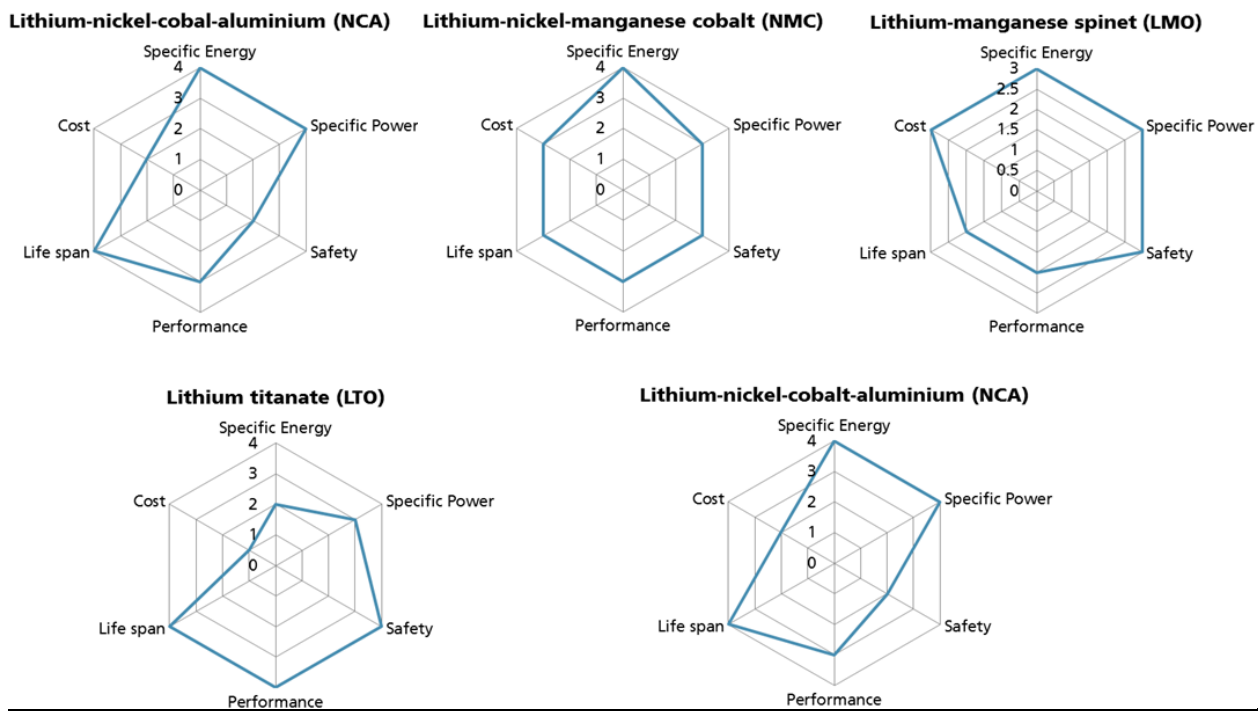 Lithium-nickel-cobal-aluminium (NCA)
Specific Energy
4
3
2
1
0
Cost
Specific Power
Life span
Safety
Performance
Lithium-nickel-manganese cobalt (NMC)
Specific Energy
4
3
2
1
0
Cost
Specific Power
Life span
Safety
Performance
Lithium-manganese spinet (LMO)
Specific Energy
3
2.5
2
1.5
1
0.5
0
Cost
Specific Power
Life span
Safety
Performance
Lithium titanate (LTO)
Specific Energy
4
3
2
1
0
Cost
Specific Power
Life span
Safety
Performance
Lithium-nickel-cobalt-aluminium (NCA)
Specific Energy
4
3
2
1
0
Cost
Specific Power
Life span
Safety
Performance